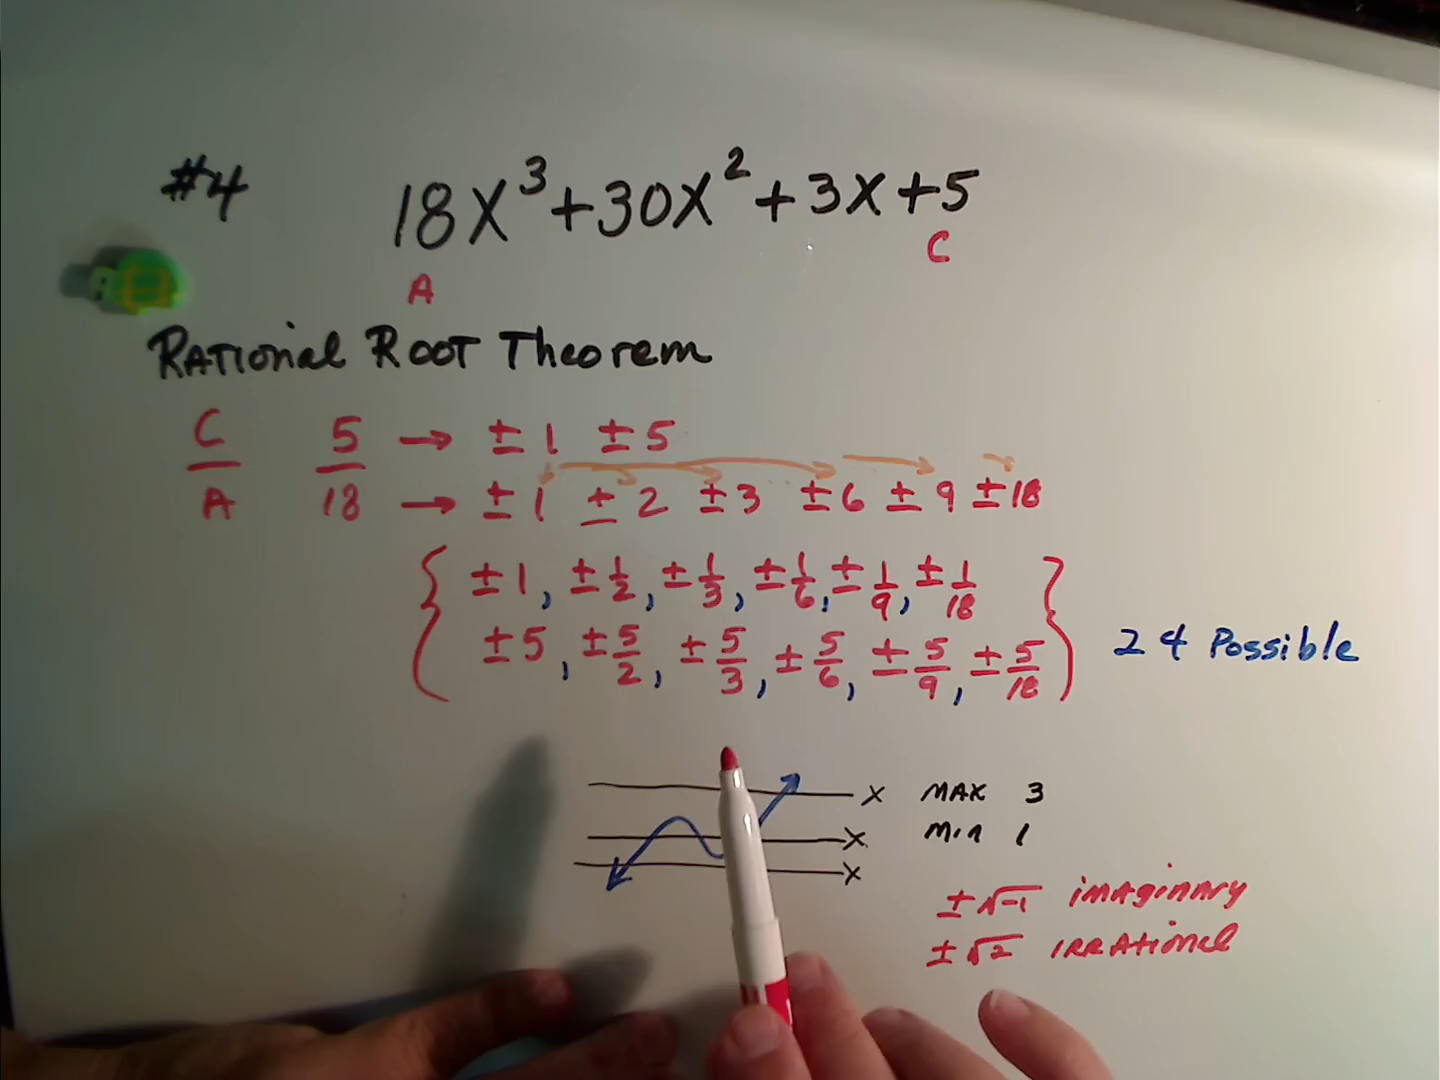 #4 18X³+30X²+3X+5
A C
RATional ROOT Theorem
C/A 5/18 → ±1 ±5
→ ±1 ±2 ±3 ±6 ±9 ±18
{ ±1, ±1/2, ±1/3, ±1/6, ±1/9, ±1/18
±5, ±5/2, ±5/3, ±5/6, ±5/9, ±5/18 } 24 Possible
X MAX 3
X Min 1
X
±√-1 imaginary
±√2 iRRAtional